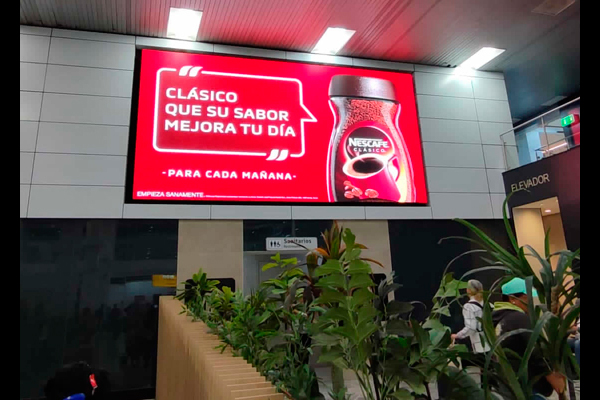 CLÁSICO
QUE SU SABOR
MEJORA TU DÍA
-PARA CADA MAÑANA-
EMPIEZA SANAMENTE.
NESCAFÉ
CLÁSICO
Sanitarios
ELEVADOR